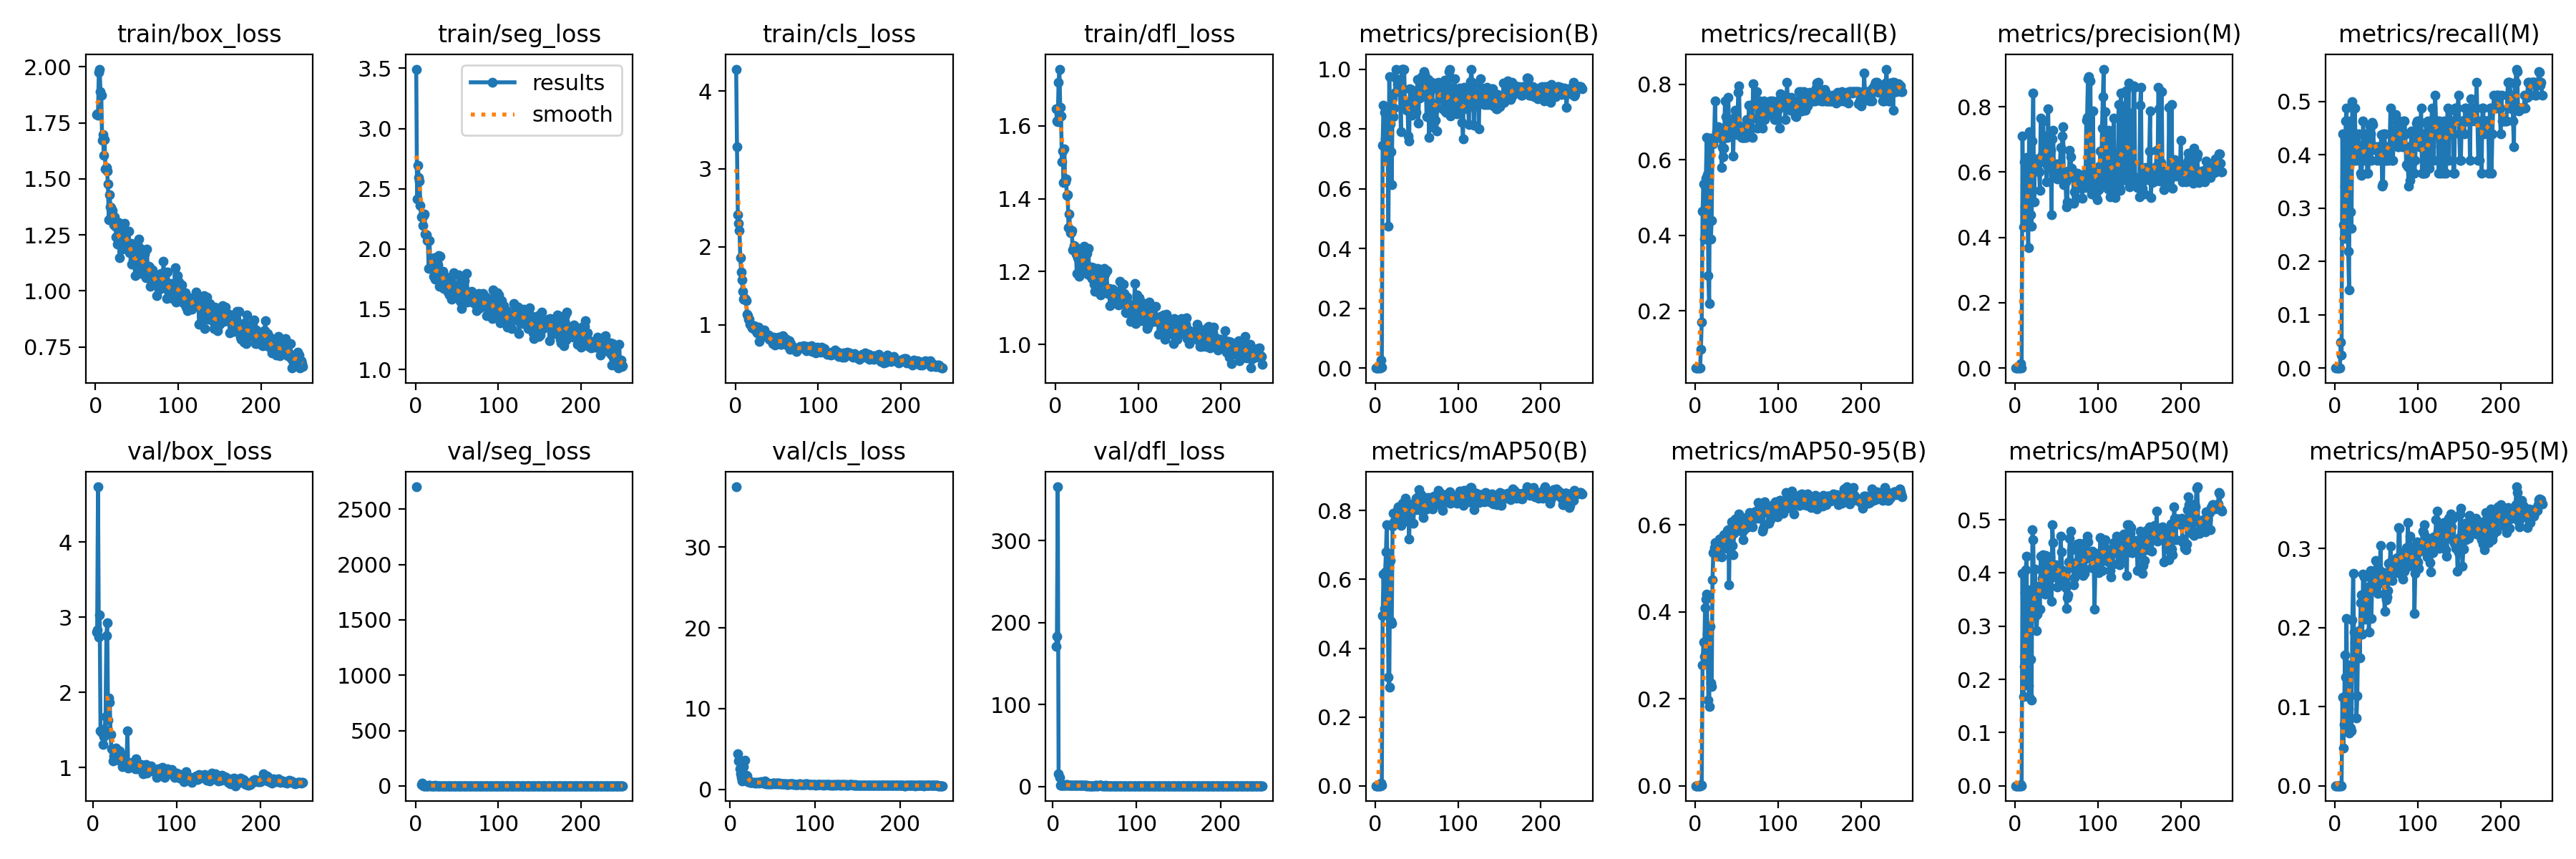 train/box_loss
train/seg_loss
train/cls_loss
train/dfl_loss
metrics/precision(B)
metrics/recall(B)
metrics/precision(M)
metrics/recall(M)
2.00
1.75
1.50
1.25
1.00
0.75
0 100 200
3.5
3.0
2.5
2.0
1.5
1.0
results
smooth
0 100 200
4
3
2
1
0 100 200
1.6
1.4
1.2
1.0
0 100 200
1.0
0.8
0.6
0.4
0.2
0.0
0 100 200
0.8
0.6
0.4
0.2
0 100 200
0.8
0.6
0.4
0.2
0.0
0 100 200
0.5
0.4
0.3
0.2
0.1
0.0
0 100 200
val/box_loss
val/seg_loss
val/cls_loss
val/dfl_loss
metrics/mAP50(B)
metrics/mAP50-95(B)
metrics/mAP50(M)
metrics/mAP50-95(M)
4
3
2
1
0 100 200
2500
2000
1500
1000
500
0
0 100 200
30
20
10
0
0 100 200
300
200
100
0
0 100 200
0.8
0.6
0.4
0.2
0.0
0 100 200
0.6
0.4
0.2
0.0
0 100 200
0.5
0.4
0.3
0.2
0.1
0.0
0 100 200
0.3
0.2
0.1
0.0
0 100 200